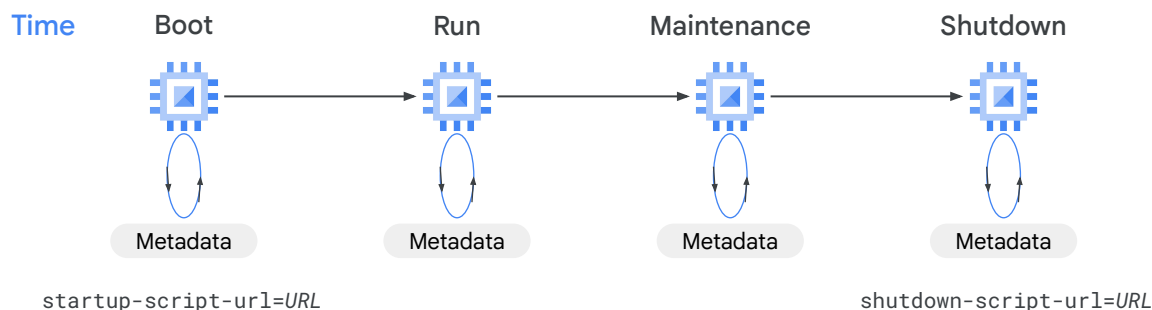 Time Boot Run Maintenance Shutdown
Metadata Metadata Metadata Metadata
startup-script-url=URL shutdown-script-url=URL